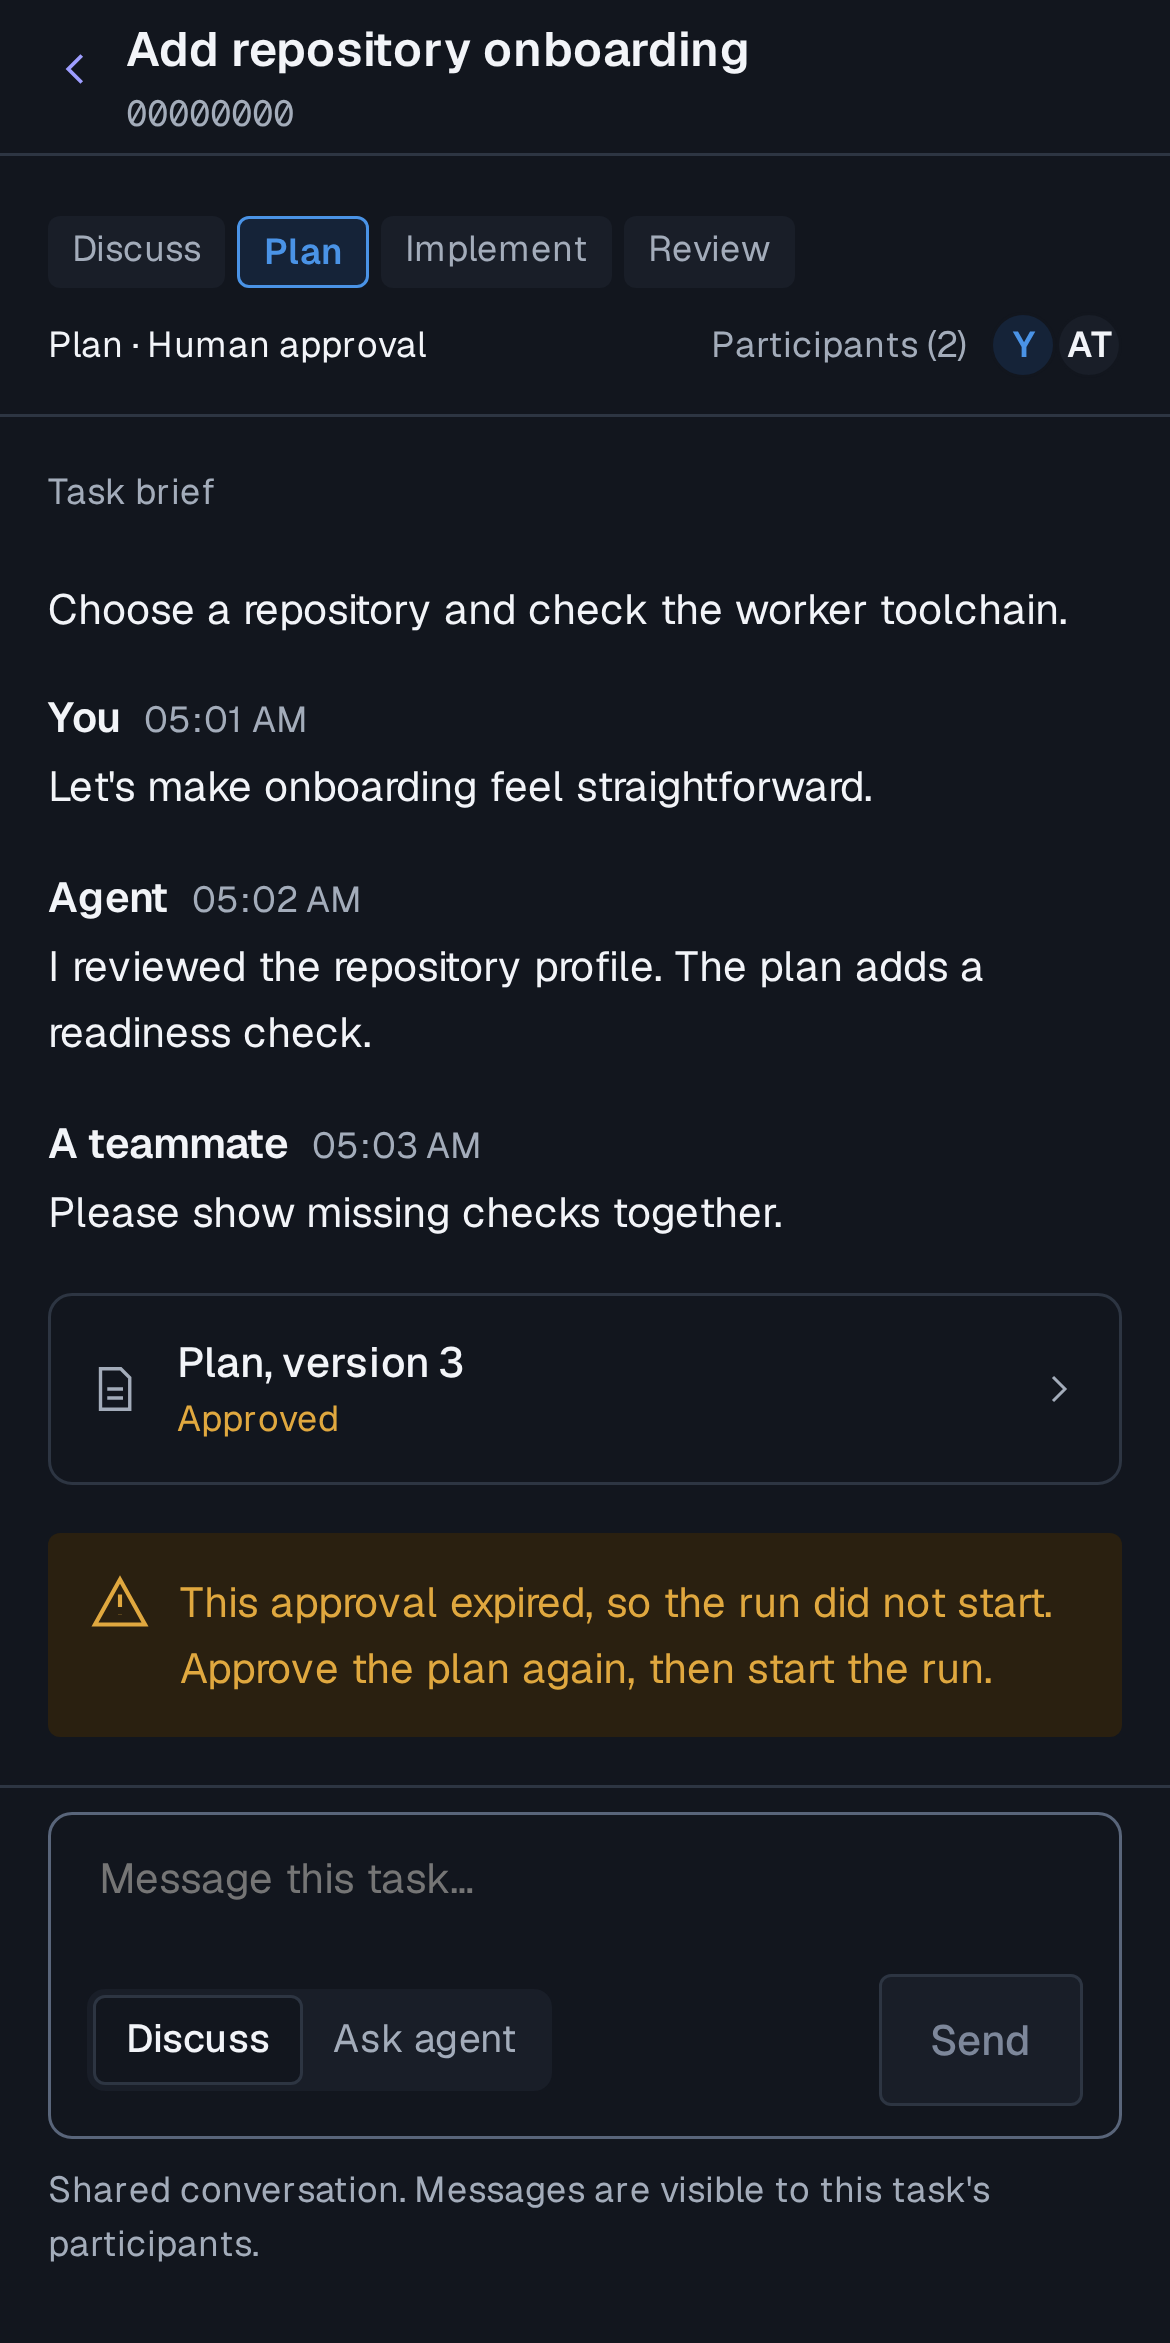 Add repository onboarding
00000000
Discuss
Plan
Implement
Review
Plan · Human approval
Participants (2)
Y
AT
Task brief
Choose a repository and check the worker toolchain.
You 05:01 AM
Let's make onboarding feel straightforward.
Agent 05:02 AM
I reviewed the repository profile. The plan adds a
readiness check.
A teammate 05:03 AM
Please show missing checks together.
Plan, version 3
Approved
This approval expired, so the run did not start.
Approve the plan again, then start the run.
Message this task…
Discuss
Ask agent
Send
Shared conversation. Messages are visible to this task's
participants.